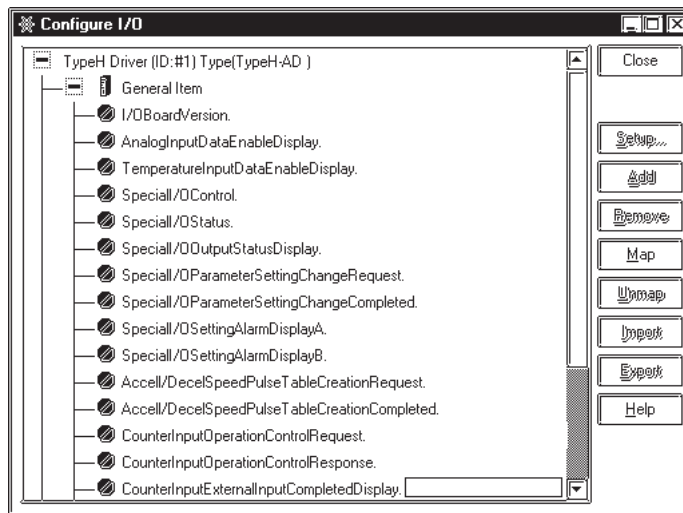 Configure I/O
TypeH Driver (ID:#1) Type(TypeH-AD )
General Item
I/OBoardVersion.
AnalogInputDataEnableDisplay.
TemperatureInputDataEnableDisplay.
SpecialI/OControl.
SpecialI/OStatus.
SpecialI/OOutputStatusDisplay.
SpecialI/OParameterSettingChangeRequest.
SpecialI/OParameterSettingChangeCompleted.
SpecialI/OSettingAlarmDisplayA.
SpecialI/OSettingAlarmDisplayB.
Accell/DecelSpeedPulseTableCreationRequest.
Accell/DecelSpeedPulseTableCreationCompleted.
CounterInputOperationControlRequest.
CounterInputOperationControlResponse.
CounterInputExternalInputCompletedDisplay.
Close
Setup...
Add
Remove
Map
Unmap
Import
Export
Help